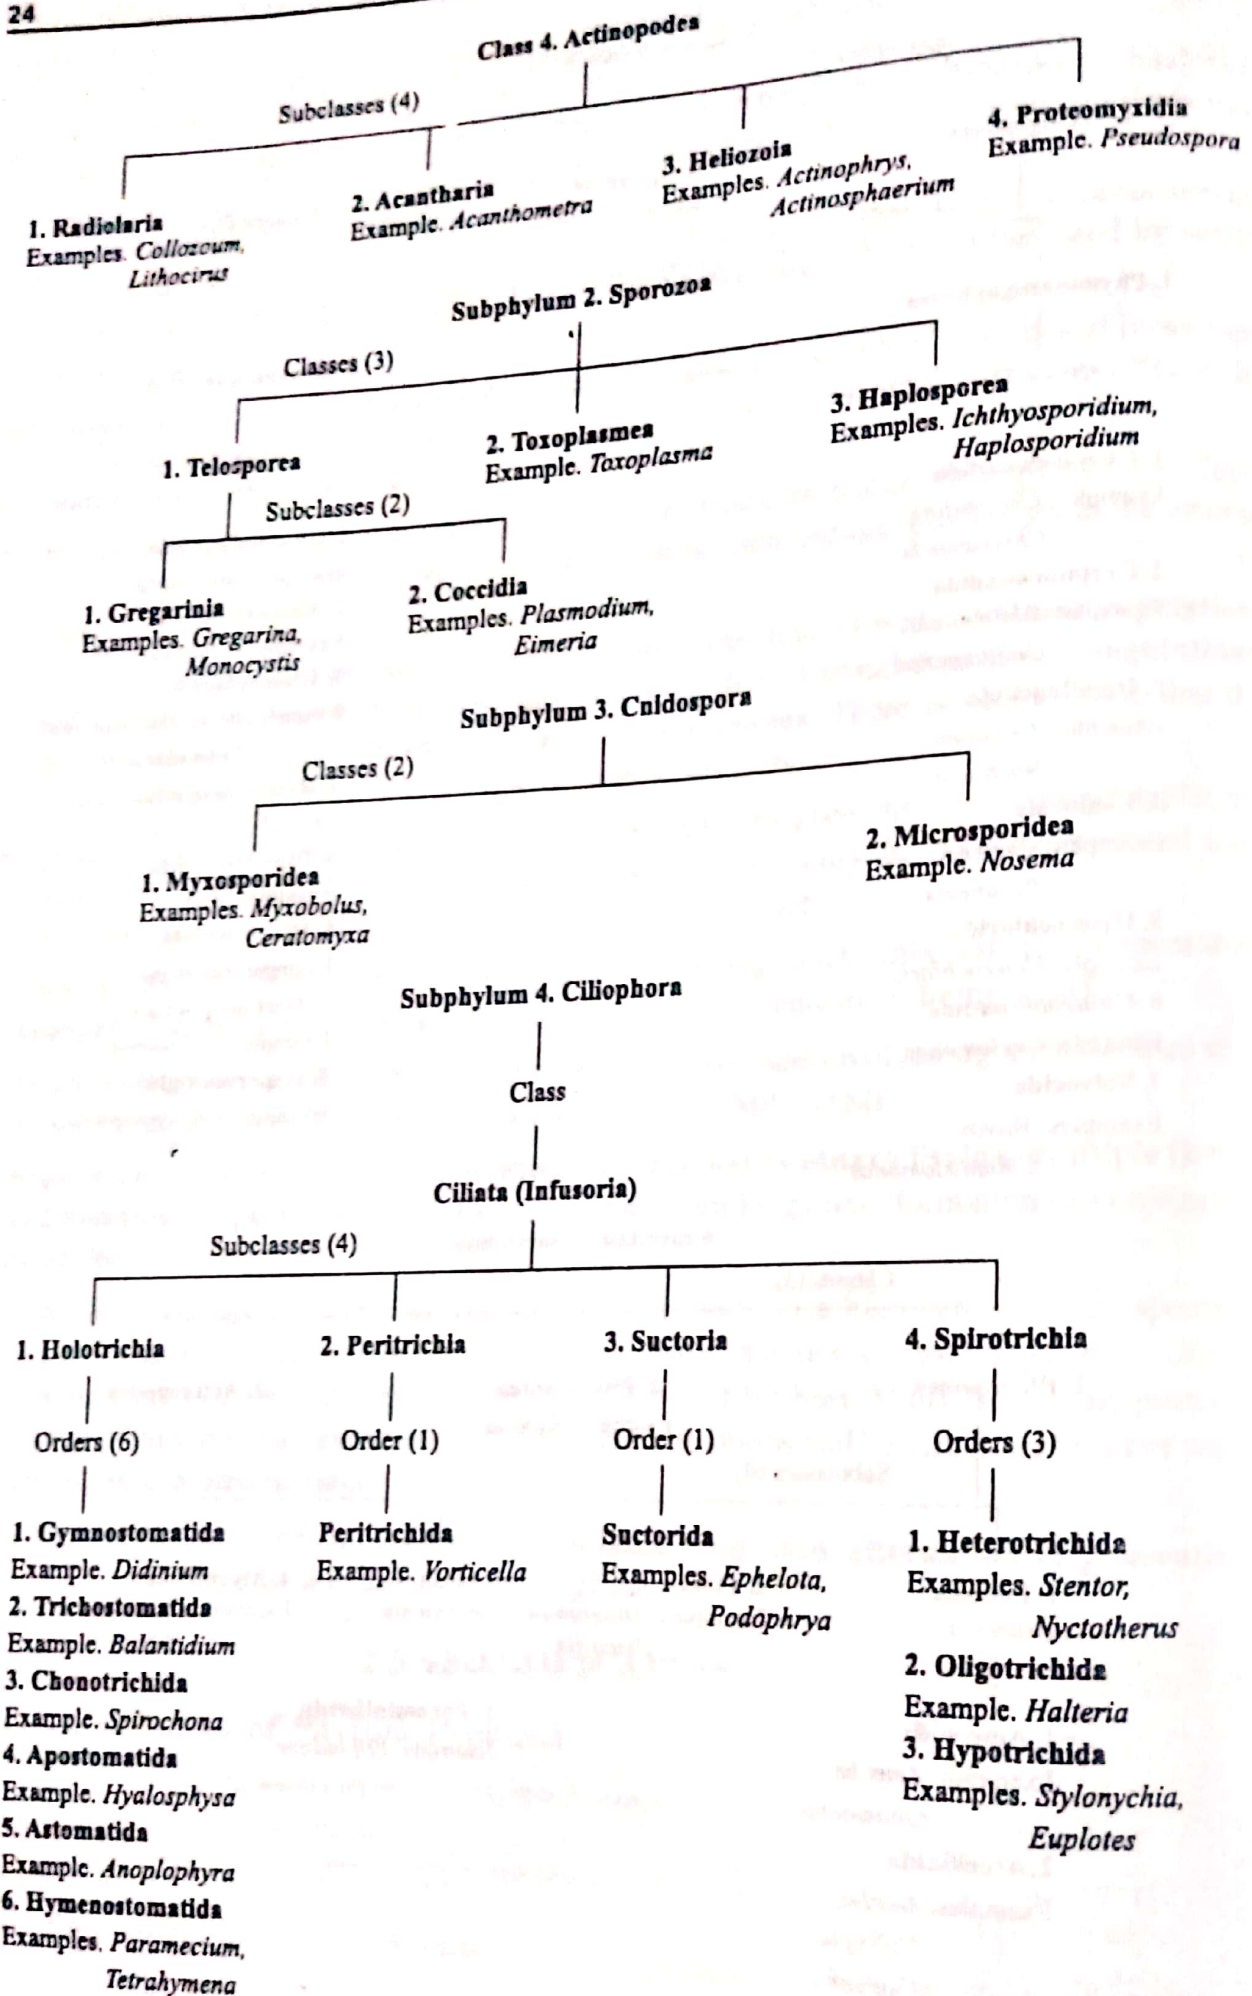 24
Class 4. Actinopodea
Subclasses (4)
1. Radiolaria
Examples. Collozoum,
Lithocirus
2. Acantharia
Example. Acanthometra
3. Heliozoia
Examples. Actinophrys,
Actinosphaerium
4. Proteomyxidia
Example. Pseudospora
Subphylum 2. Sporozoa
Classes (3)
1. Telosporea
2. Toxoplasmea
Example. Toxoplasma
3. Haplosporea
Examples. Ichthyosporidium,
Haplosporidium
Subclasses (2)
1. Gregarinia
Examples. Gregarina,
Monocystis
2. Coccidia
Examples. Plasmodium,
Eimeria
Subphylum 3. Cnidospora
Classes (2)
1. Myxosporidea
Examples. Myxobolus,
Ceratomyxa
2. Microsporidea
Example. Nosema
Subphylum 4. Ciliophora
Class
Ciliata (Infusoria)
Subclasses (4)
1. Holotrichia
Orders (6)
1. Gymnostomatida
Example. Didinium
2. Trichostomatida
Example. Balantidium
3. Chonotrichida
Example. Spirochona
4. Apostomatida
Example. Hyalosphysa
5. Astomatida
Example. Anoplophyra
6. Hymenostomatida
Examples. Paramecium,
Tetrahymena
2. Peritrichia
Order (1)
Peritrichida
Example. Vorticella
3. Suctoria
Order (1)
Suctorida
Examples. Ephelota,
Podophrya
4. Spirotrichia
Orders (3)
1. Heterotrichida
Examples. Stentor,
Nyctotherus
2. Oligotrichida
Example. Halteria
3. Hypotrichida
Examples. Stylonychia,
Euplotes